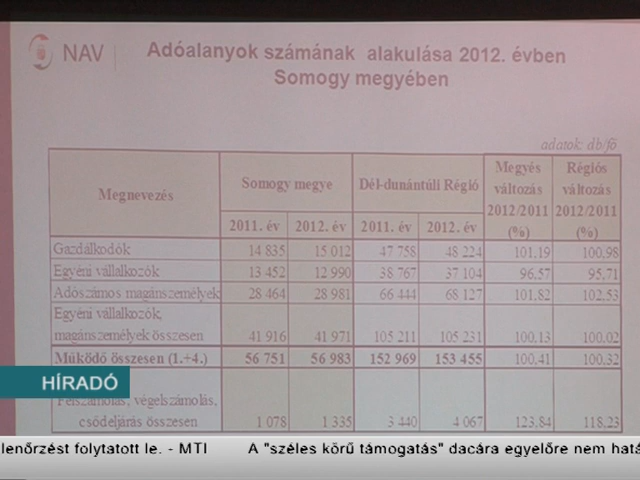 NAV
Adóalanyok számának alakulása 2012. évben
Somogy megyében
adatok: db/fő
Megnevezés Somogy megye Dél-dunántúli Régió Megyés változás 2012/2011 (%) Régiós változás 2012/2011 (%)
2011. év 2012. év 2011. év 2012. év
Gazdálkodók 14 835 15 012 47 758 48 224 101,19 100,98
Egyéni vállalkozók 13 452 12 990 38 767 37 104 96,57 95,71
Adószámos magánszemélyek 28 464 28 981 66 444 68 127 101,82 102,53
Egyéni vállalkozók,
magánszemélyek összesen 41 916 41 971 105 211 105 231 100,13 100,02
Működő összesen (1.+4.) 56 751 56 983 152 969 153 455 100,41 100,32
HÍRADÓ
Felszámolás, végelszámolás,
csődeljárás összesen 1 078 1 335 3 440 4 067 123,84 118,23
lenőrzést folytatott le. - MTI A "széles körű támogatás" dacára egyelőre nem hatá